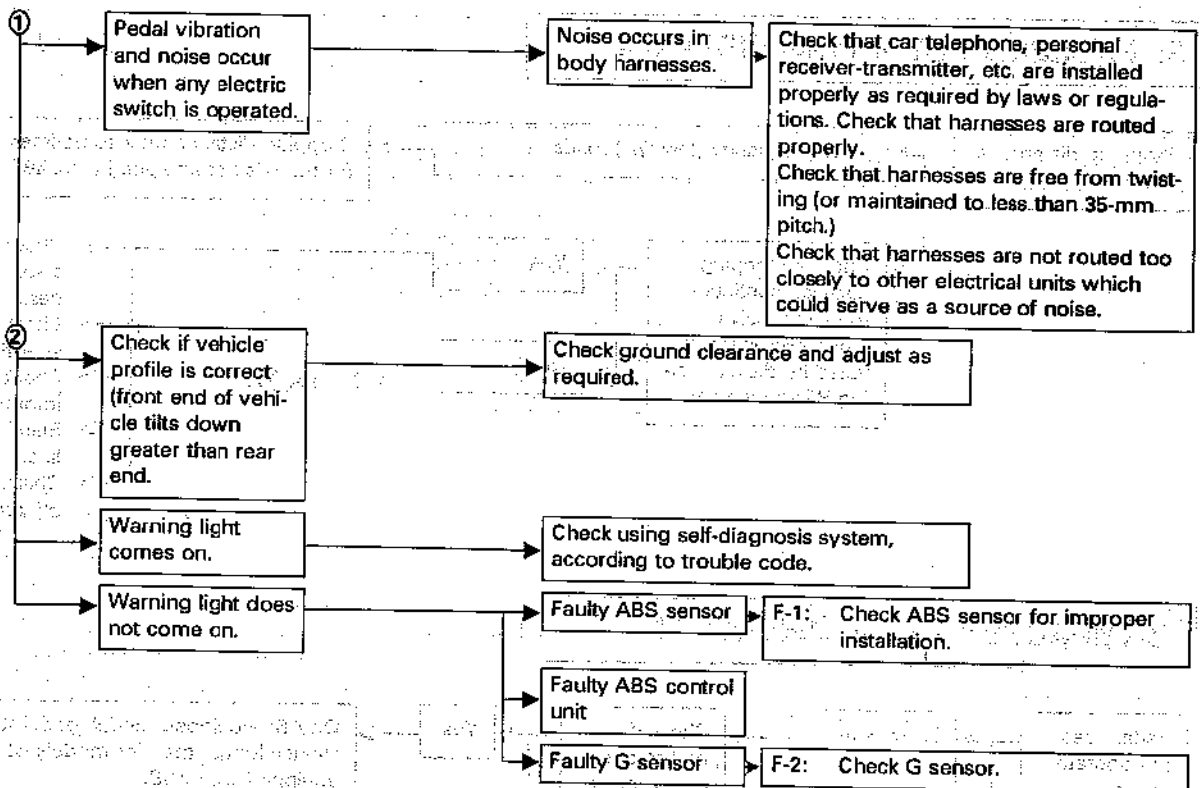 ①
Pedal vibration
and noise occur
when any electric
switch is operated.
Noise occurs in
body harnesses.
Check that car telephone, personal
receiver-transmitter, etc. are installed
properly as required by laws or regula-
tions. Check that harnesses are routed
properly.
Check that harnesses are free from twist-
ing (or maintained to less than 35-mm
pitch.)
Check that harnesses are not routed too
closely to other electrical units which
could serve as a source of noise.
②
Check if vehicle
profile is correct
(front end of vehi-
cle tilts down
greater than rear
end.
Check ground clearance and adjust as
required.
Warning light
comes on.
Check using self-diagnosis system,
according to trouble code.
Warning light does
not come on.
Faulty ABS sensor
F-1: Check ABS sensor for improper
installation.
Faulty ABS control
unit
Faulty G sensor
F-2: Check G sensor.